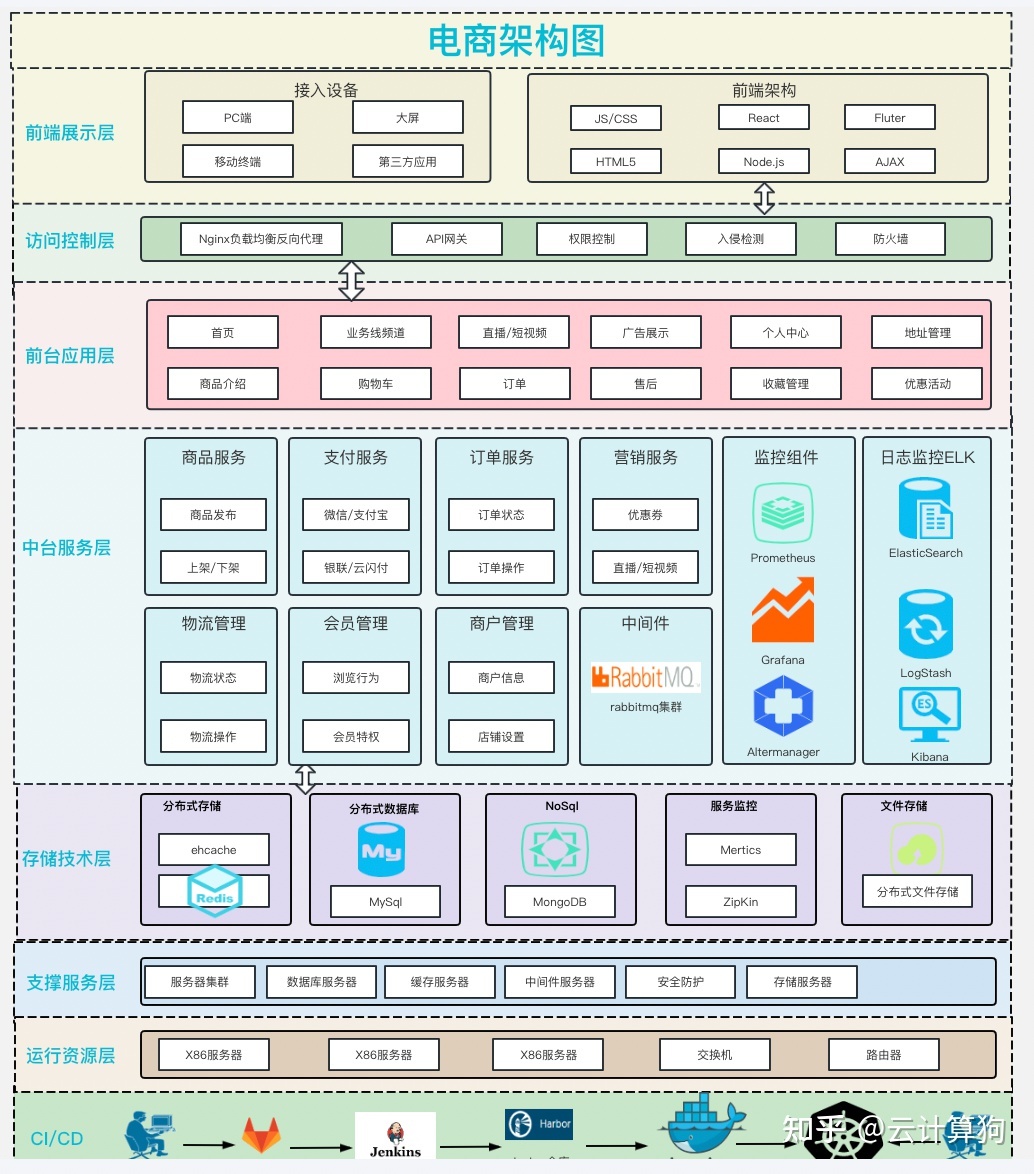 电商架构图
前端展示层
接入设备
PC端
大屏
移动终端
第三方应用
前端架构
JS/CSS
React
Fluter
HTML5
Node.js
AJAX
访问控制层
Nginx负载均衡反向代理
API网关
权限控制
入侵检测
防火墙
前台应用层
首页
业务线频道
直播/短视频
广告展示
个人中心
地址管理
商品介绍
购物车
订单
售后
收藏管理
优惠活动
中台服务层
商品服务
商品发布
上架/下架
支付服务
微信/支付宝
银联/云闪付
订单服务
订单状态
订单操作
营销服务
优惠券
直播/短视频
物流管理
物流状态
物流操作
会员管理
浏览行为
会员特权
商户管理
商户信息
店铺设置
中间件
RabbitMQ
rabbitmq集群
监控组件
Prometheus
Grafana
Altermanager
日志监控ELK
ElasticSearch
LogStash
ES
Kibana
存储技术层
分布式存储
ehcache
Redis
分布式数据库
My
MySql
NoSql
MongoDB
服务监控
Mertics
ZipKin
文件存储
分布式文件存储
支撑服务层
服务器集群
数据库服务器
缓存服务器
中间件服务器
安全防护
存储服务器
运行资源层
X86服务器
X86服务器
X86服务器
交换机
路由器
CI/CD
Jenkins
Harbor
知乎 @云计算狗